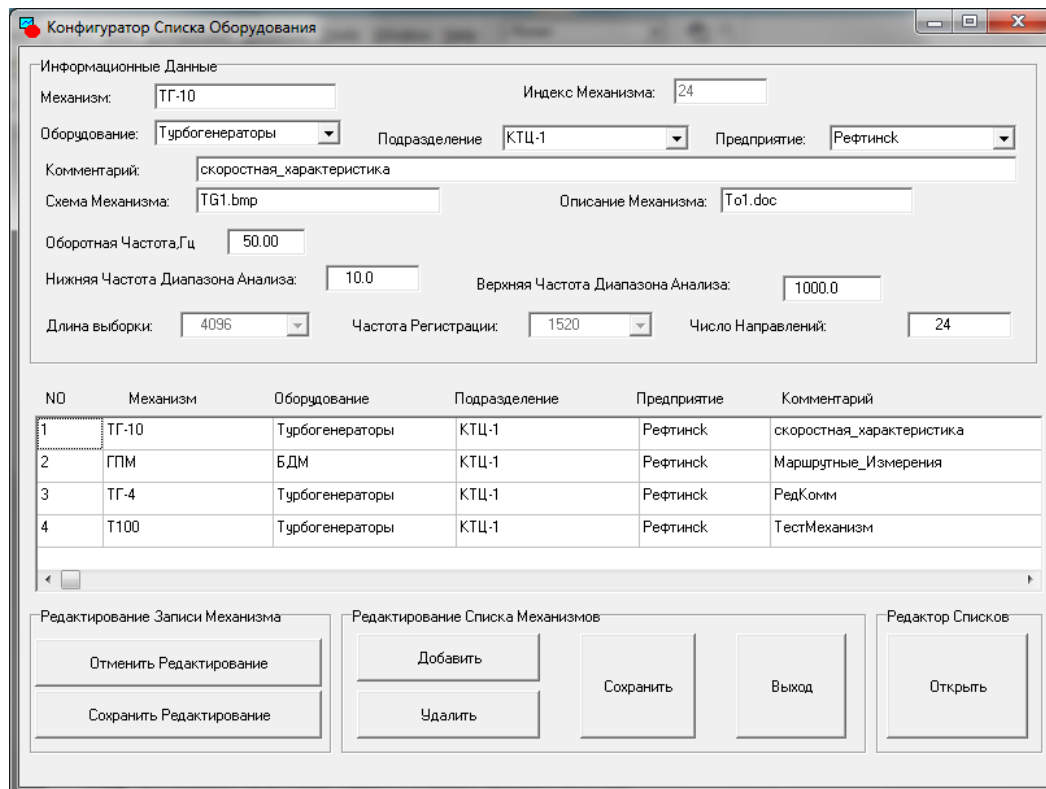 Конфигуратор Списка Оборудования
Информационные Данные
Механизм: ТГ-10 Индекс Механизма: 24
Оборудование: Турбогенераторы Подразделение КТЦ-1 Предприятие: Рефтинсk
Комментарий: скоростная_характеристика
Схема Механизма: TG1.bmp Описание Механизма: To1.doc
Оборотная Частота,Гц 50.00
Нижняя Частота Диапазона Анализа: 10.0 Верхняя Частота Диапазона Анализа: 1000.0
Длина выборки: 4096 Частота Регистрации: 1520 Число Направлений: 24
NO Механизм Оборудование Подразделение Предприятие Комментарий
1 ТГ-10 Турбогенераторы КТЦ-1 Рефтинсk скоростная_характеристика
2 ГПМ БДМ КТЦ-1 Рефтинсk Маршрутные_Измерения
3 ТГ-4 Турбогенераторы КТЦ-1 Рефтинсk РедКомм
4 Т100 Турбогенераторы КТЦ-1 Рефтинсk ТестМеханизм
Редактирование Записи Механизма Редактирование Списка Механизмов Редактор Списков
Отменить Редактирование Добавить Сохранить Выход Открыть
Сохранить Редактирование Удалить